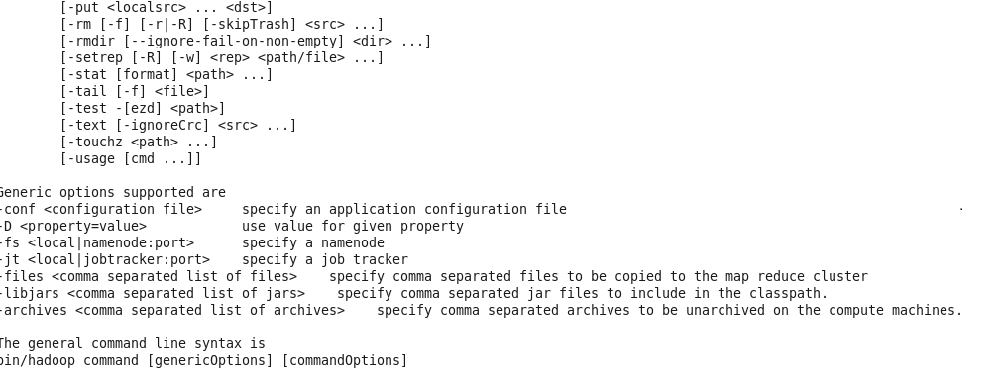 [-put <localsrc> ... <dst>]
[-rm [-f] [-r|-R] [-skipTrash] <src> ...]
[-rmdir [--ignore-fail-on-non-empty] <dir> ...]
[-setrep [-R] [-w] <rep> <path/file> ...]
[-stat [format] <path> ...]
[-tail [-f] <file>]
[-test -[ezd] <path>]
[-text [-ignoreCrc] <src> ...]
[-touchz <path> ...]
[-usage [cmd ...]]
Generic options supported are
-conf <configuration file>     specify an application configuration file
-D <property=value>            use value for given property
-fs <local|namenode:port>      specify a namenode
-jt <local|jobtracker:port>    specify a job tracker
-files <comma separated list of files>    specify comma separated files to be copied to the map reduce cluster
-libjars <comma separated list of jars>    specify comma separated jar files to include in the classpath.
-archives <comma separated list of archives>    specify comma separated archives to be unarchived on the compute machines.
The general command line syntax is
bin/hadoop command [genericOptions] [commandOptions]